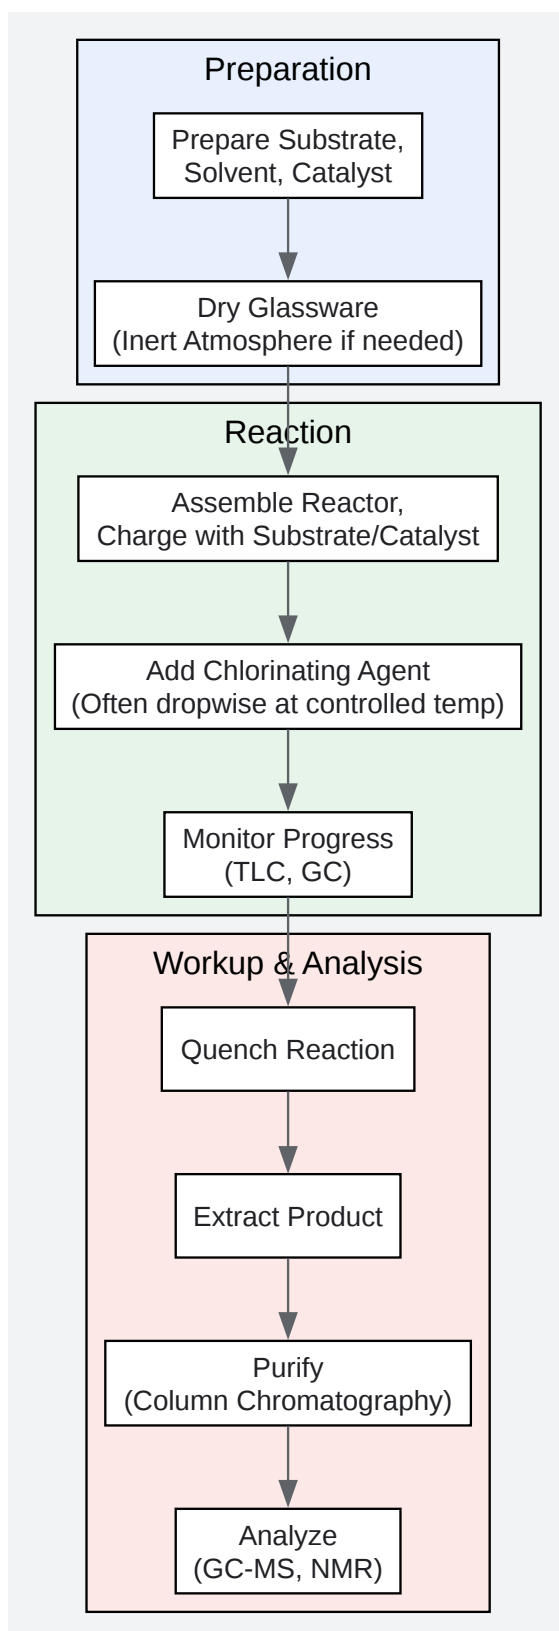 Preparation
Prepare Substrate,
Solvent, Catalyst
Dry Glassware
(Inert Atmosphere if needed)
Reaction
Assemble Reactor,
Charge with Substrate/Catalyst
Add Chlorinating Agent
(Often dropwise at controlled temp)
Monitor Progress
(TLC, GC)
Workup & Analysis
Quench Reaction
Extract Product
Purify
(Column Chromatography)
Analyze
(GC-MS, NMR)